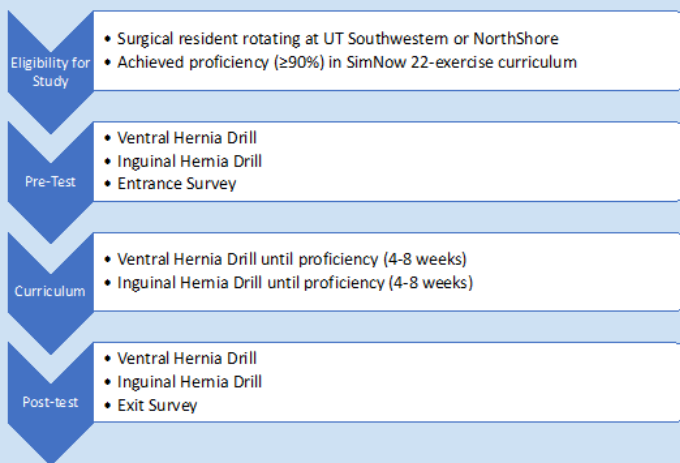 Eligibility for
Study
• Surgical resident rotating at UT Southwestern or NorthShore
• Achieved proficiency (≥90%) in SimNow 22-exercise curriculum
Pre-Test
• Ventral Hernia Drill
• Inguinal Hernia Drill
• Entrance Survey
Curriculum
• Ventral Hernia Drill until proficiency (4-8 weeks)
• Inguinal Hernia Drill until proficiency (4-8 weeks)
Post-test
• Ventral Hernia Drill
• Inguinal Hernia Drill
• Exit Survey